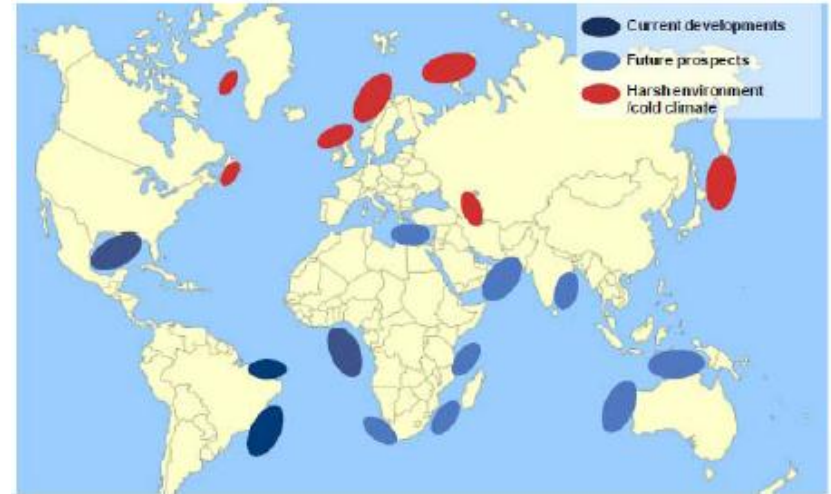 Current developments
Future prospects
Harsh environment
/cold climate